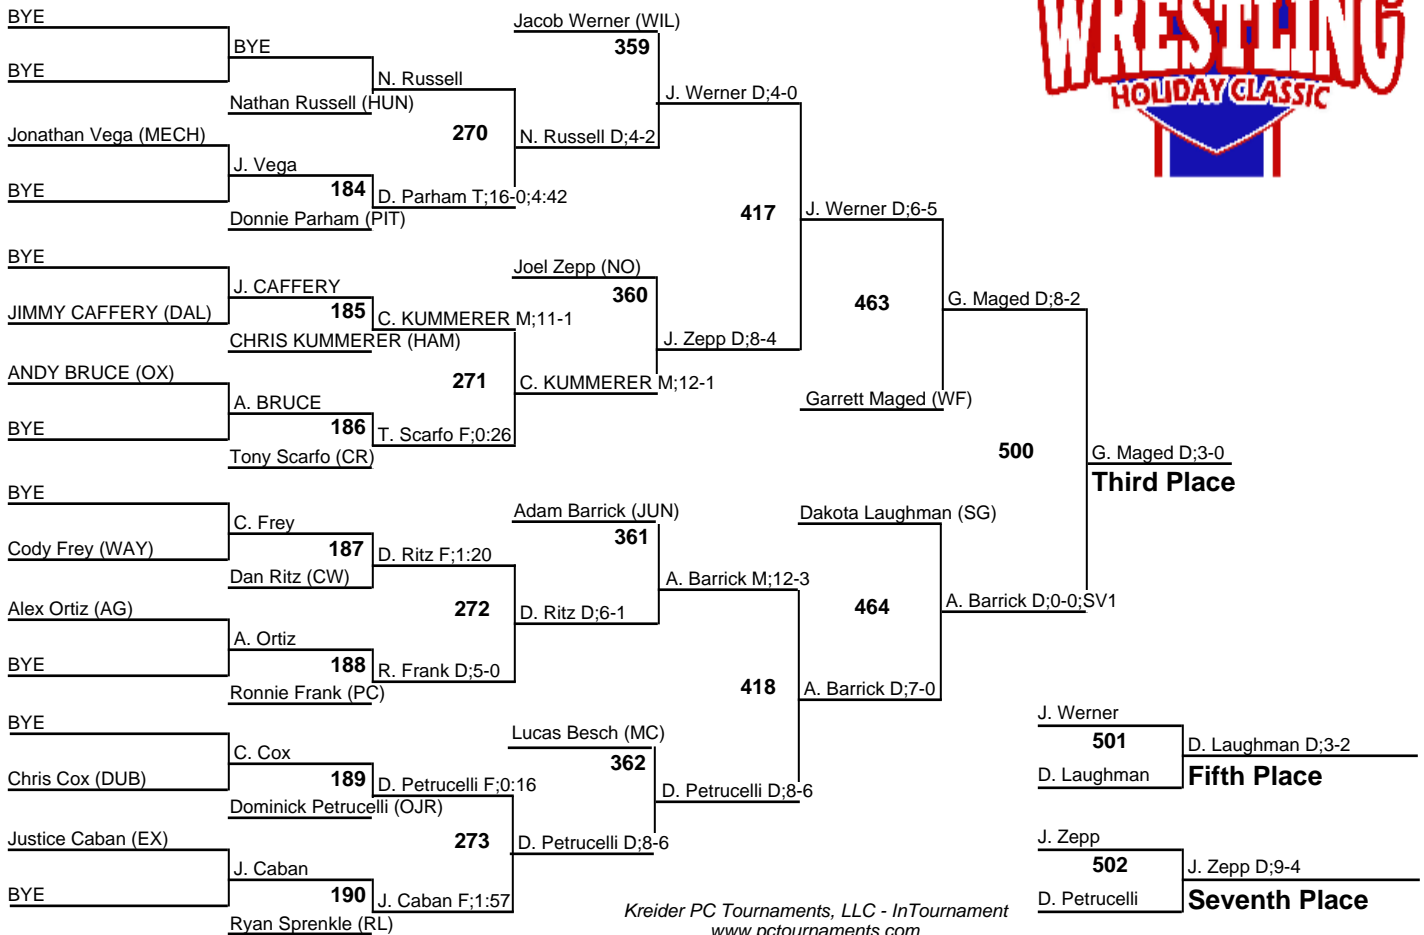 WRESTLING
HOLIDAY CLASSIC
BYE
BYE
BYE
Nathan Russell (HUN)
N. Russell
Jonathan Vega (MECH)
BYE
J. Vega
184
Donnie Parham (PIT)
D. Parham T;16-0;4:42
270
N. Russell D;4-2
Jacob Werner (WIL)
359
J. Werner D;4-0
BYE
JIMMY CAFFERY (DAL)
J. CAFFERY
185
CHRIS KUMMERER (HAM)
C. KUMMERER M;11-1
ANDY BRUCE (OX)
BYE
A. BRUCE
186
Tony Scarfo (CR)
T. Scarfo F;0:26
271
C. KUMMERER M;12-1
Joel Zepp (NO)
360
J. Zepp D;8-4
417
J. Werner D;6-5
463
Garrett Maged (WF)
G. Maged D;8-2
BYE
Cody Frey (WAY)
C. Frey
187
Dan Ritz (CW)
D. Ritz F;1:20
Alex Ortiz (AG)
BYE
A. Ortiz
188
Ronnie Frank (PC)
R. Frank D;5-0
272
D. Ritz D;6-1
Adam Barrick (JUN)
361
A. Barrick M;12-3
BYE
Chris Cox (DUB)
C. Cox
189
Dominick Petrucelli (OJR)
D. Petrucelli F;0:16
Justice Caban (EX)
BYE
J. Caban
190
Ryan Sprenkle (RL)
J. Caban F;1:57
273
D. Petrucelli D;8-6
Lucas Besch (MC)
362
D. Petrucelli D;8-6
418
A. Barrick D;7-0
Dakota Laughman (SG)
464
A. Barrick D;0-0;SV1
500
G. Maged D;3-0
Third Place
J. Werner
501
D. Laughman
D. Laughman D;3-2
Fifth Place
J. Zepp
502
D. Petrucelli
J. Zepp D;9-4
Seventh Place
Kreider PC Tournaments, LLC - InTournament
www.pctournaments.com